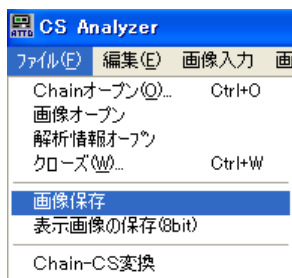 ATTO CS Analyzer
ファイル(F) 編集(E) 画像入力
Chainオープン(O)... Ctrl+O
画像オープン
解析情報オープン
クローズ(W)... Ctrl+W
画像保存
表示画像の保存(8bit)
Chain-CS変換